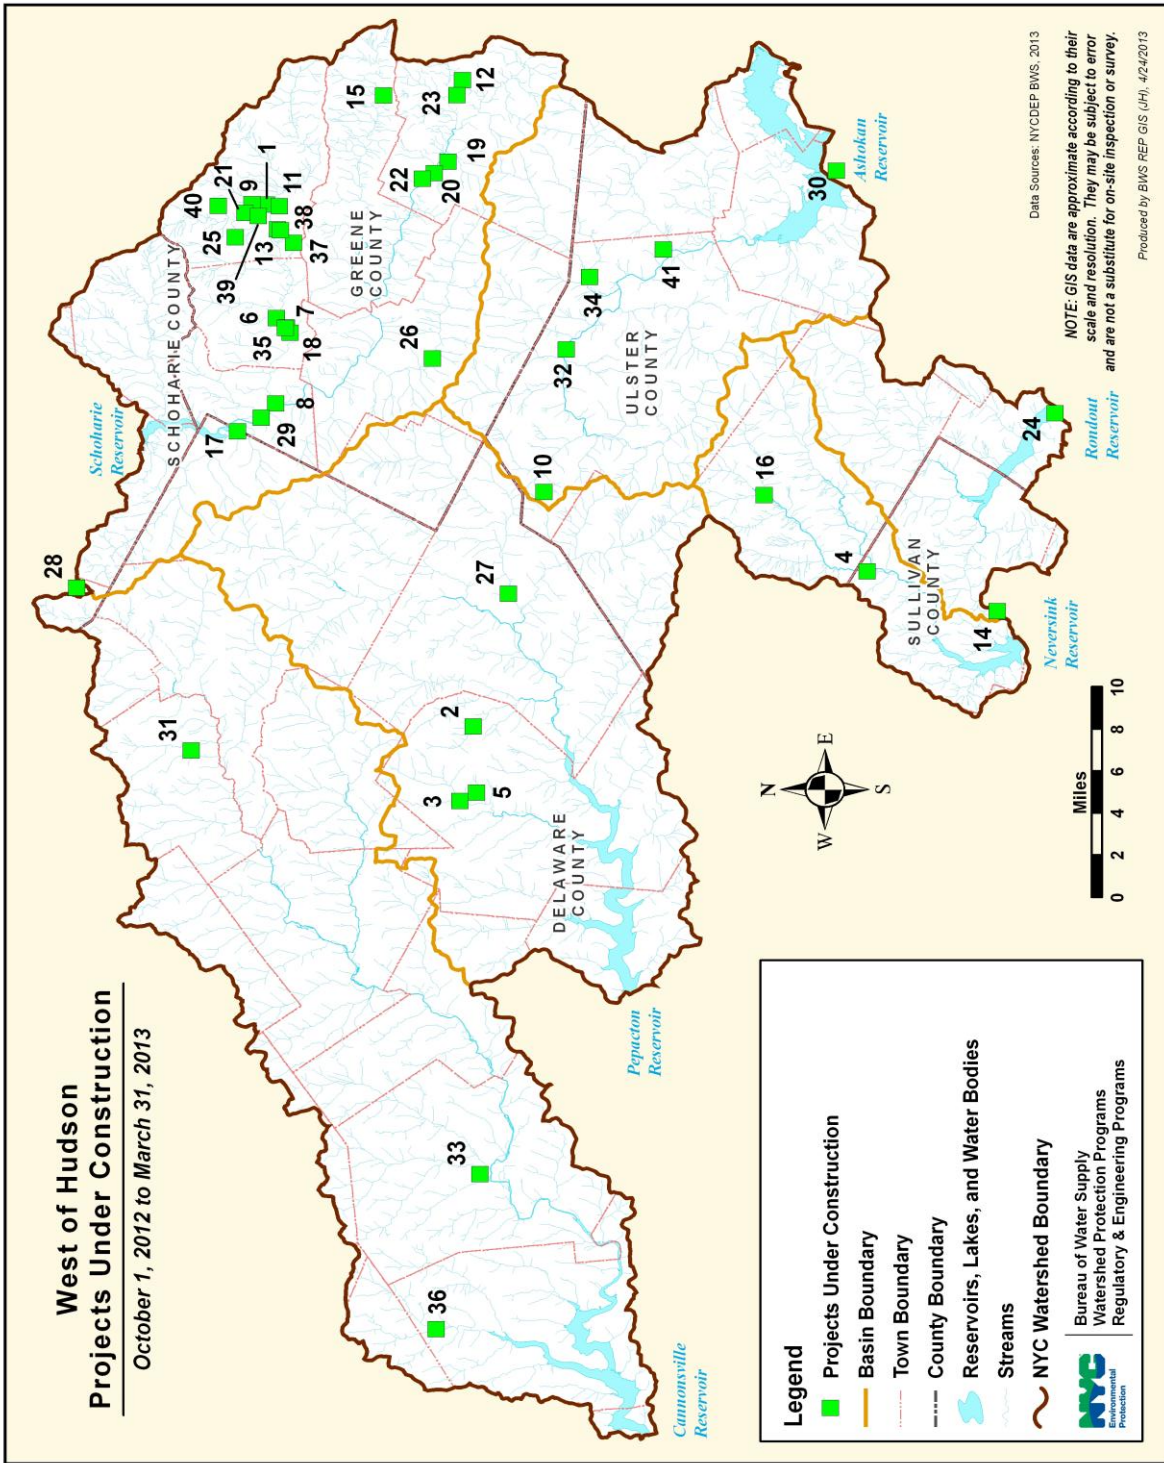 West of Hudson
Projects Under Construction
October 1, 2012 to March 31, 2013
28
Schoharie
Reservoir
SCHOHARIE COUNTY
17
29
8
6
35
7
18
25
40
21
9
1
11
39
13
38
37
15
GREENE
COUNTY
22
20
19
23
12
26
31
3
5
2
27
10
32
34
41
ULSTER
COUNTY
30
Ashokan
Reservoir
36
33
DELAWARE
COUNTY
Pepacton
Reservoir
Cannonsville
Reservoir
16
4
SULLIVAN
COUNTY
14
Neversink
Reservoir
24
Rondout
Reservoir
N
W
E
S
Miles
0
2
4
6
8
10
Legend
Projects Under Construction
Basin Boundary
Town Boundary
County Boundary
Reservoirs, Lakes, and Water Bodies
Streams
NYC Watershed Boundary
NYC
Environmental
Protection
Bureau of Water Supply
Watershed Protection Programs
Regulatory & Engineering Programs
Data Sources: NYCDEP BWS, 2013
NOTE: GIS data are approximate according to their
scale and resolution. They may be subject to error
and are not a substitute for on-site inspection or survey.
Produced by BWS REP GIS (JH), 4/24/2013